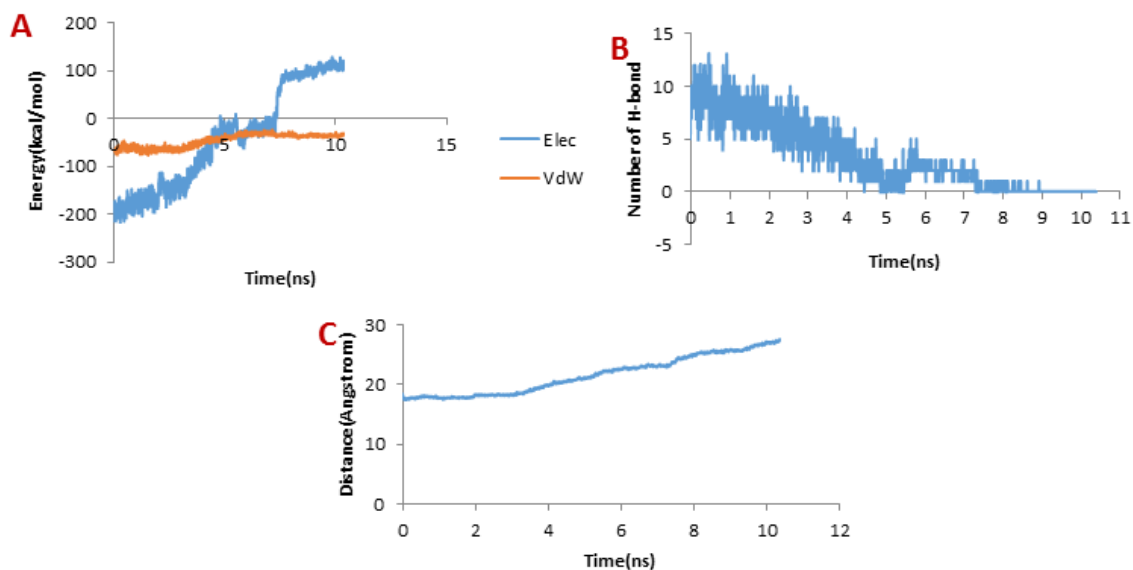 A
200
100
0
-100
-200
-300
0
5
10
15
Energy(kcal/mol)
Time(ns)
Elec
VdW
B
15
10
5
0
-5
0 1 2 3 4 5 6 7 8 9 10 11
Number of H-bond
Time(ns)
C
30
20
10
0
0 2 4 6 8 10 12
Distance(Angstrom)
Time(ns)